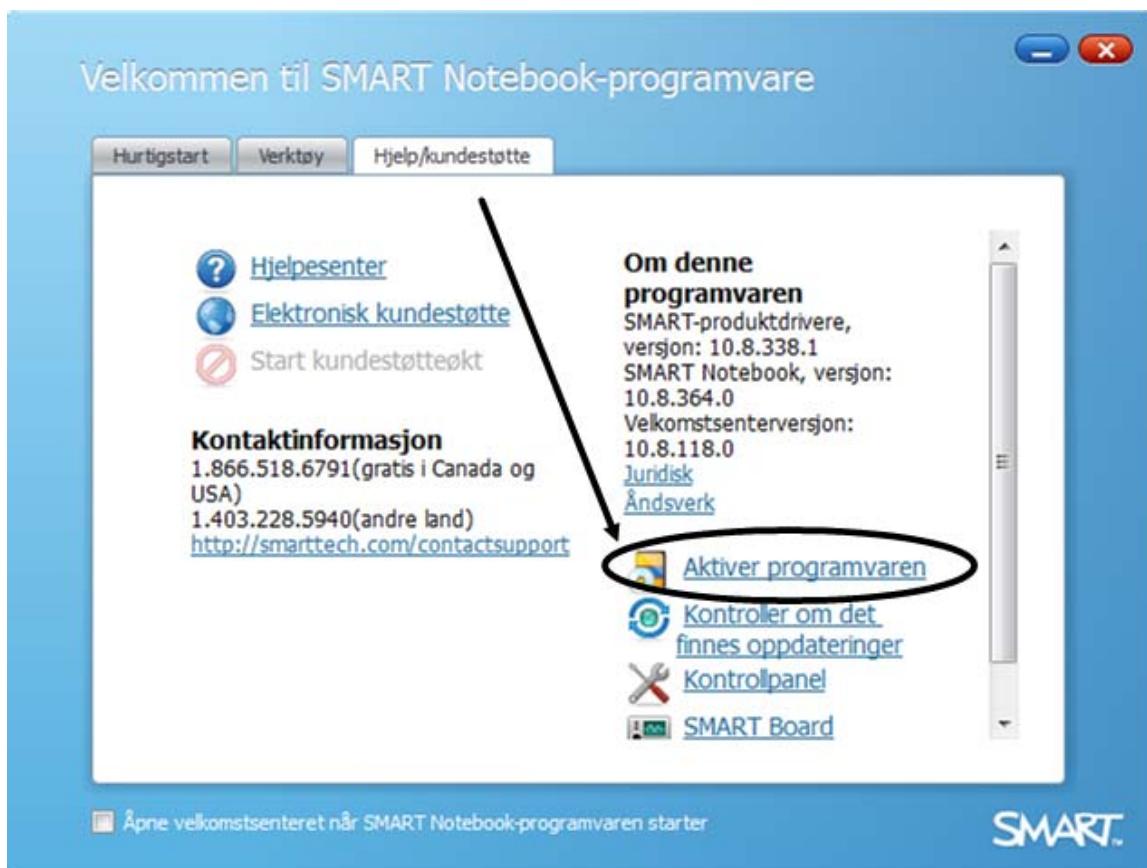 Velkommen til SMART Notebook-programvare
Hurtigstart
Verktøy
Hjelp/kundestøtte
Hjelpesenter
Elektronisk kundestøtte
Start kundestøtteøkt
Kontaktinformasjon
1.866.518.6791(gratis i Canada og
USA)
1.403.228.5940(andre land)
http://smarttech.com/contactsupport
Om denne
programvaren
SMART-produktdrivere,
versjon: 10.8.338.1
SMART Notebook, versjon:
10.8.364.0
Velkomstsenterversjon:
10.8.118.0
Juridisk
Åndsverk
Aktiver programvaren
Kontroller om det
finnes oppdateringer
Kontrollpanel
SMART Board
Åpne velkomstsenteret når SMART Notebook-programvaren starter
SMART™